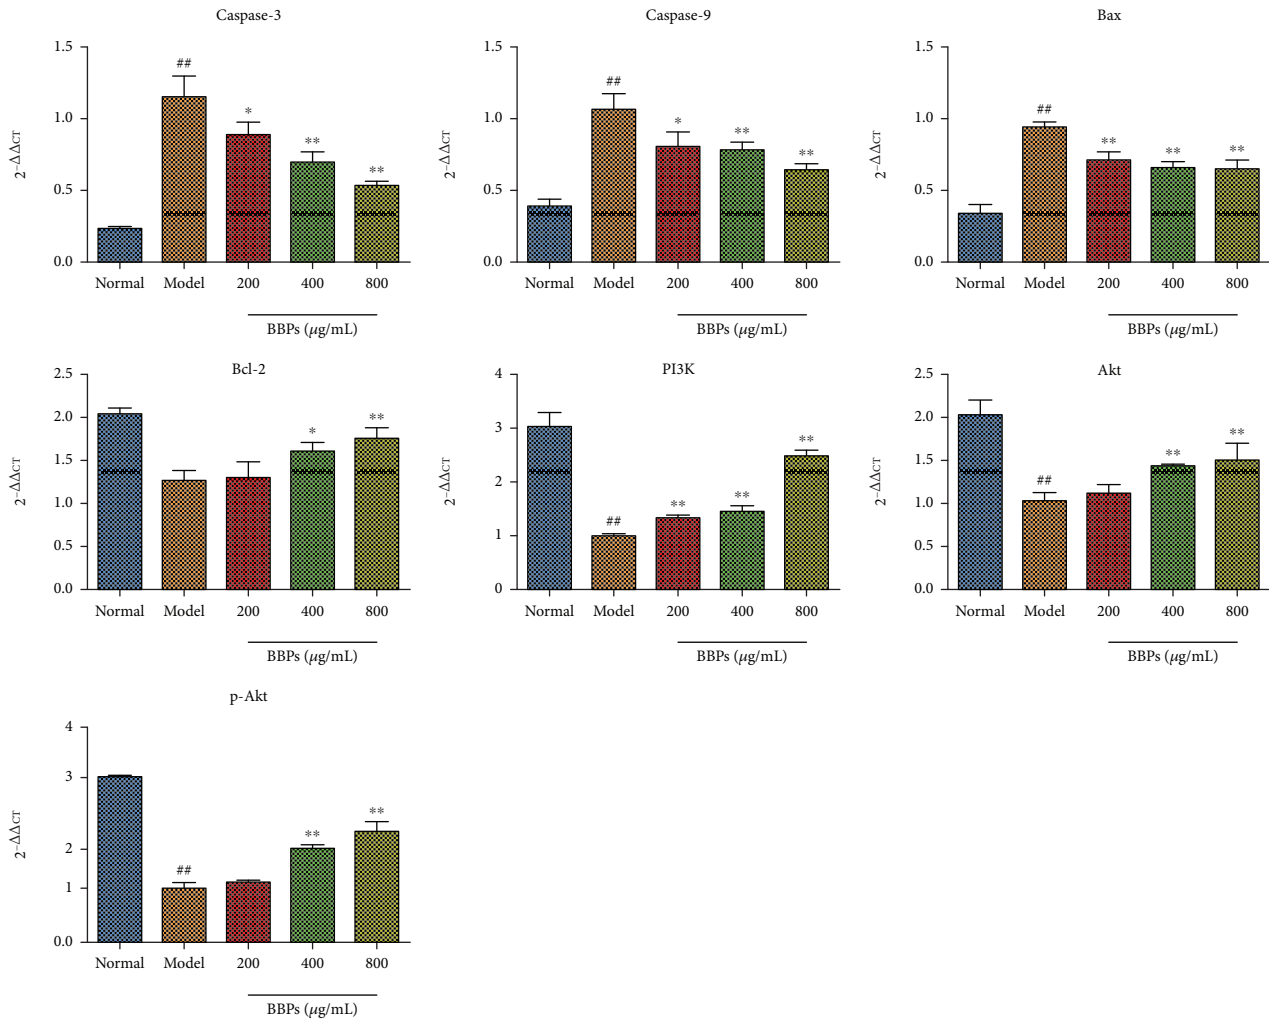 Caspase-3
1.5
##
1.0
*
**
2^−ΔΔCT
0.5
**
0.0
Normal Model 200 400 800
BBPs (μg/mL)
Caspase-9
1.5
##
1.0
*
**
**
2^−ΔΔCT
0.5
0.0
Normal Model 200 400 800
BBPs (μg/mL)
Bax
1.5
##
1.0
** ** **
2^−ΔΔCT
0.5
0.0
Normal Model 200 400 800
BBPs (μg/mL)
Bcl-2
2.5
2.0
**
*
1.5
2^−ΔΔCT
1.0
0.5
0.0
Normal Model 200 400 800
BBPs (μg/mL)
PI3K
4
3
**
2^−ΔΔCT
2
** **
##
1
0
Normal Model 200 400 800
BBPs (μg/mL)
Akt
2.5
2.0
**
**
1.5
2^−ΔΔCT
##
1.0
0.5
0.0
Normal Model 200 400 800
BBPs (μg/mL)
p-Akt
4
3
**
**
2^−ΔΔCT
2
##
1
0.0
Normal Model 200 400 800
BBPs (μg/mL)